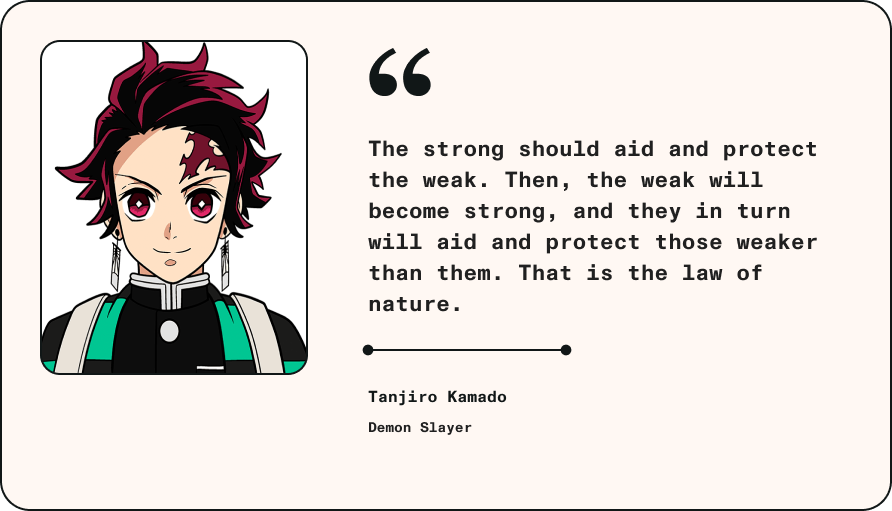 “
The strong should aid and protect
the weak. Then, the weak will
become strong, and they in turn
will aid and protect those weaker
than them. That is the law of
nature.
Tanjiro Kamado
Demon Slayer